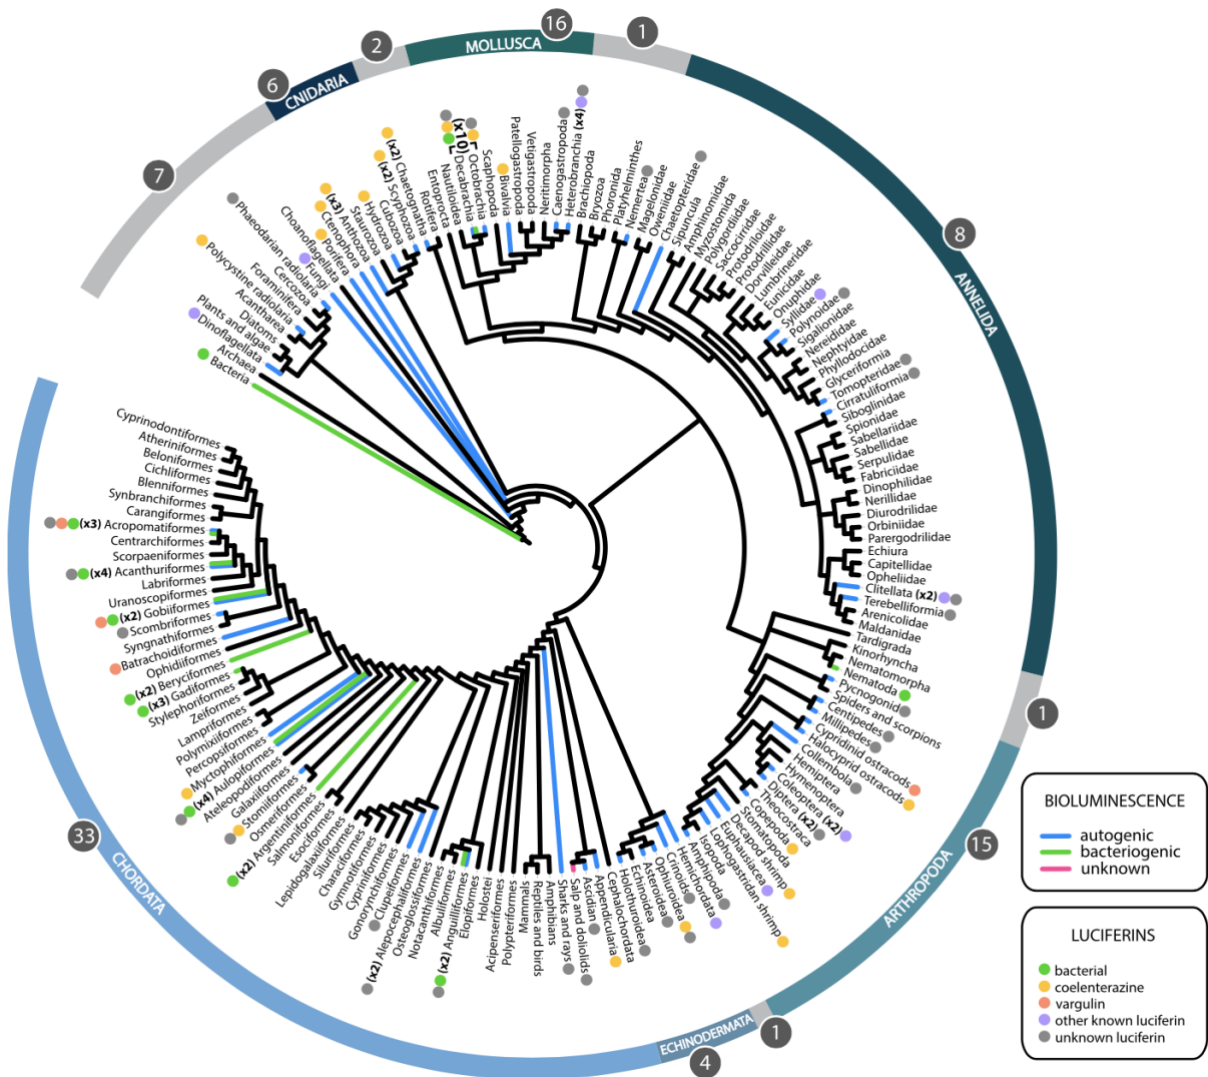 16
1
MOLLUSCA
2
6
CNIDARIA
7
8
ANNELIDA
1
15
ARTHROPODA
1
4
ECHINODERMATA
33
CHORDATA
Bacteria
Archaea
Dinoflagellata
Plants and algae
Diatoms
Acantharea
Polycystine radiolaria
Foraminifera
Cercozoa
Phaeodarian radiolaria
Fungi
Choanoflagellata
Porifera
Ctenophora
(x3) Anthozoa
Staurozoa
Hydrozoa
Cubozoa
(x2) Scyphozoa
(x2) Chaetognatha
Rotifera
Entoprocta
Nautiloidea
(x10)
Decabrachia
Octobrachia
Scaphopoda
Bivalvia
Patellogastropoda
Vetigastropoda
Neritimorpha
Caenogastropoda
Heterobranchia (x4)
Brachiopoda
Bryozoa
Phoronida
Platyhelminthes
Nemertea
Magelonidae
Oweniidae
Chaetopteridae
Sipuncula
Amphinomidae
Myzostomida
Polygordiidae
Saccocirridae
Protodriloidae
Protodrillidae
Dorvilleidae
Lumbrineridae
Eunicidae
Onuphidae
Syllidae
Polynoidae
Sigalionidae
Nereididae
Nephtyidae
Phyllodocidae
Glyceriformia
Tomopteridae
Cirratuliformia
Siboglinidae
Spionidae
Sabellariidae
Sabellidae
Serpulidae
Fabriciidae
Dinophilidae
Nerillidae
Diurodrilidae
Orbiniidae
Parergodrilidae
Echiura
Capitellidae
Opheliidae
Clitellata (x2)
Terebelliformia
Arenicolidae
Maldanidae
Tardigrada
Kinorhyncha
Nematomorpha
Nematoda
Pycnogonid
Spiders and scorpions
Centipedes
Millipedes
Cypridinid ostracods
Halocyprid ostracods
Collembola
Hemiptera
Hymenoptera
Coleoptera (x2)
Diptera (x2)
Theocostraca
Copepoda
Stomatopoda
Decapod shrimp
Euphausiacea
Lophogastridan shrimp
Isopoda
Amphipoda
Hemichordata
Crinoids
Ophiuroidea
Asteroidea
Echinoidea
Holothuroidea
Cephalochordata
Appendicularia
Ascidian
Salp and doliolids
Sharks and rays
Amphibians
Reptiles and birds
Mammals
Polypteriformes
Acipenseriformes
Holostei
Elopiformes
(x2) Anguilliformes
Albuliformes
Notacanthiformes
Osteoglossiformes
(x2) Alepocephaliformes
Clupeiformes
Gonorynchiformes
Cypriniformes
Gymnotiformes
Characiformes
Siluriformes
Lepidogalaxiiformes
Esociformes
Salmoniformes
(x2) Argentiniformes
Osmeriformes
Stomiiformes
Galaxiiformes
Ateleopodiformes
(x4) Aulopiformes
Myctophiformes
Percopsiformes
Polymixiiformes
Lampriformes
Zeiformes
Stylephoriformes
(x3) Gadiformes
(x2) Beryciformes
Ophidiiformes
Batrachoidiformes
Syngnathiformes
Scombriformes
(x2) Gobiiformes
Uranoscopiformes
Labriformes
(x4) Acanthuriformes
Scorpaeniformes
Centrarchiformes
(x3) Acropomatiformes
Carangiformes
Synbranchiformes
Blenniformes
Cichliformes
Beloniformes
Atheriniformes
Cyprinodontiformes
BIOLUMINESCENCE
autogenic
bacteriogenic
unknown
LUCIFERINS
bacterial
coelenterazine
vargulin
other known luciferin
unknown luciferin